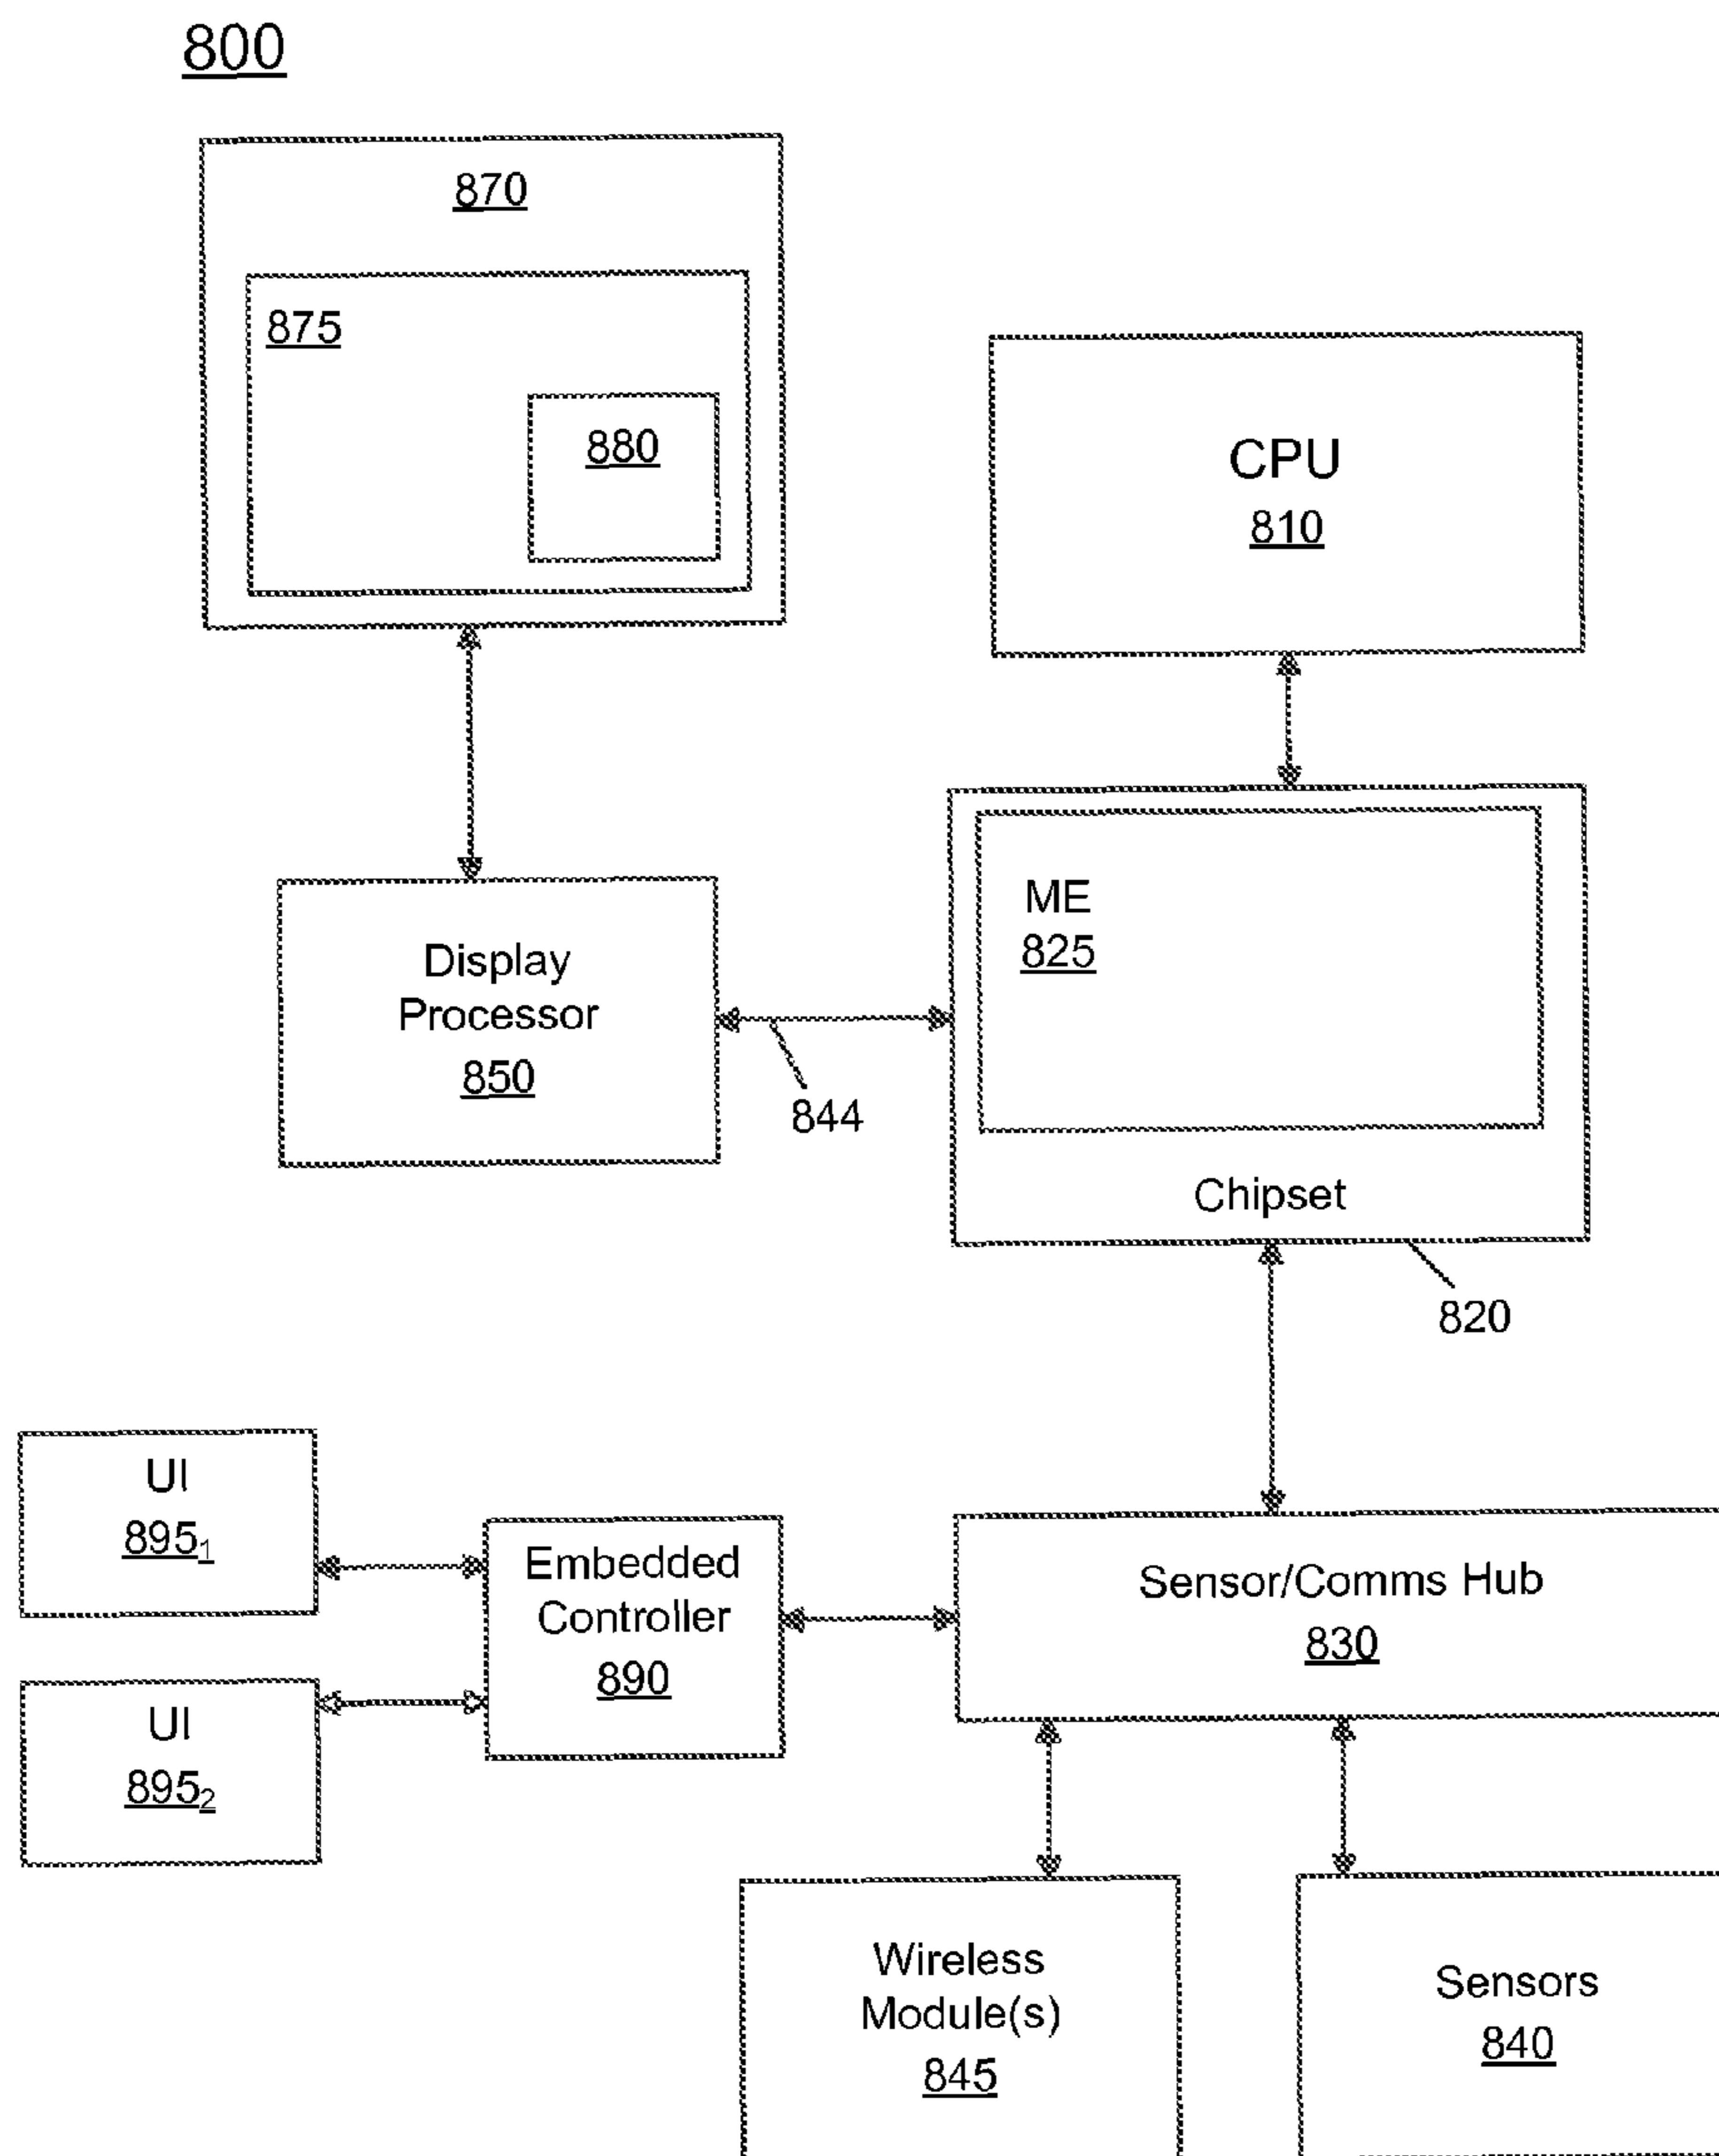 800
870
875
880
CPU
810
ME
825
Display
Processor
850
844
Chipset
820
UI
895₁
Embedded
Controller
890
Sensor/Comms Hub
830
UI
895₂
Wireless
Module(s)
845
Sensors
840